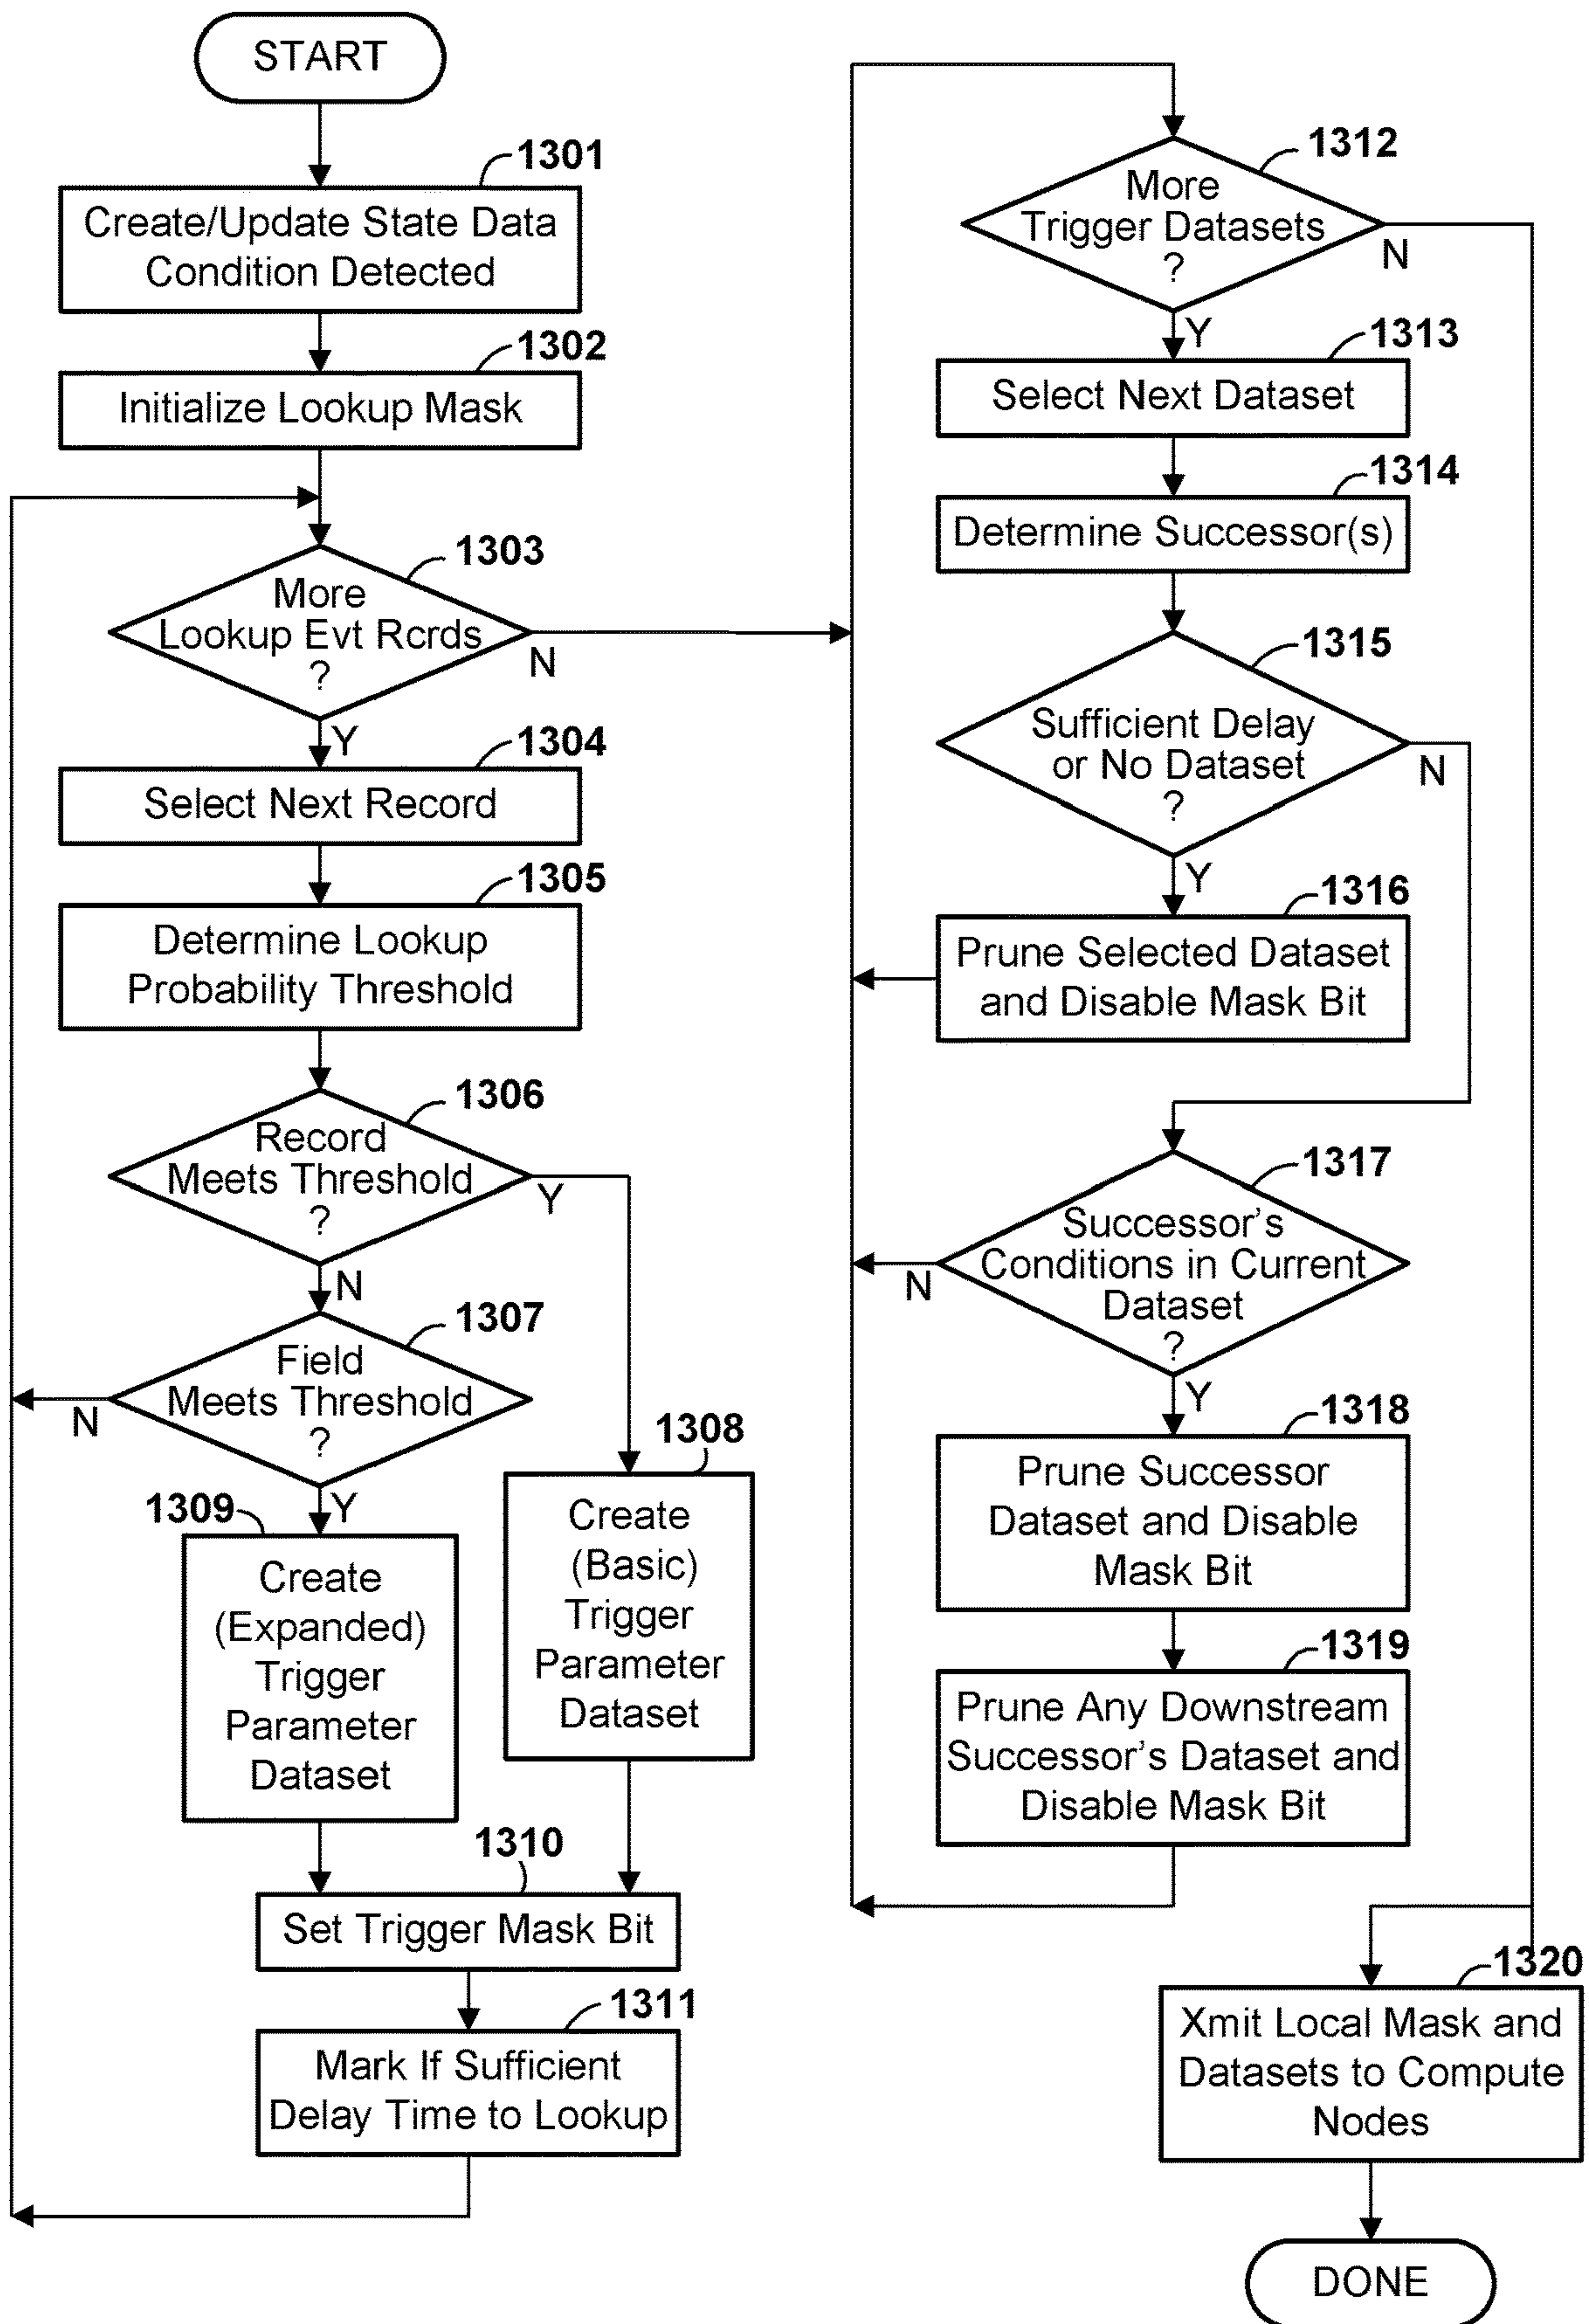 START
1301
Create/Update State Data
Condition Detected
1302
Initialize Lookup Mask
1303
More
Lookup Evt Rcrds
?
N
Y
1304
Select Next Record
1305
Determine Lookup
Probability Threshold
1306
Record
Meets Threshold
?
Y
N
1307
Field
Meets Threshold
?
N
Y
1308
Create
(Basic)
Trigger
Parameter
Dataset
1309
Create
(Expanded)
Trigger
Parameter
Dataset
1310
Set Trigger Mask Bit
1311
Mark If Sufficient
Delay Time to Lookup
1312
More
Trigger Datasets
?
N
Y
1313
Select Next Dataset
1314
Determine Successor(s)
1315
Sufficient Delay
or No Dataset
?
N
Y
1316
Prune Selected Dataset
and Disable Mask Bit
1317
Successor's
Conditions in Current
Dataset
?
N
Y
1318
Prune Successor
Dataset and Disable
Mask Bit
1319
Prune Any Downstream
Successor's Dataset and
Disable Mask Bit
1320
Xmit Local Mask and
Datasets to Compute
Nodes
DONE